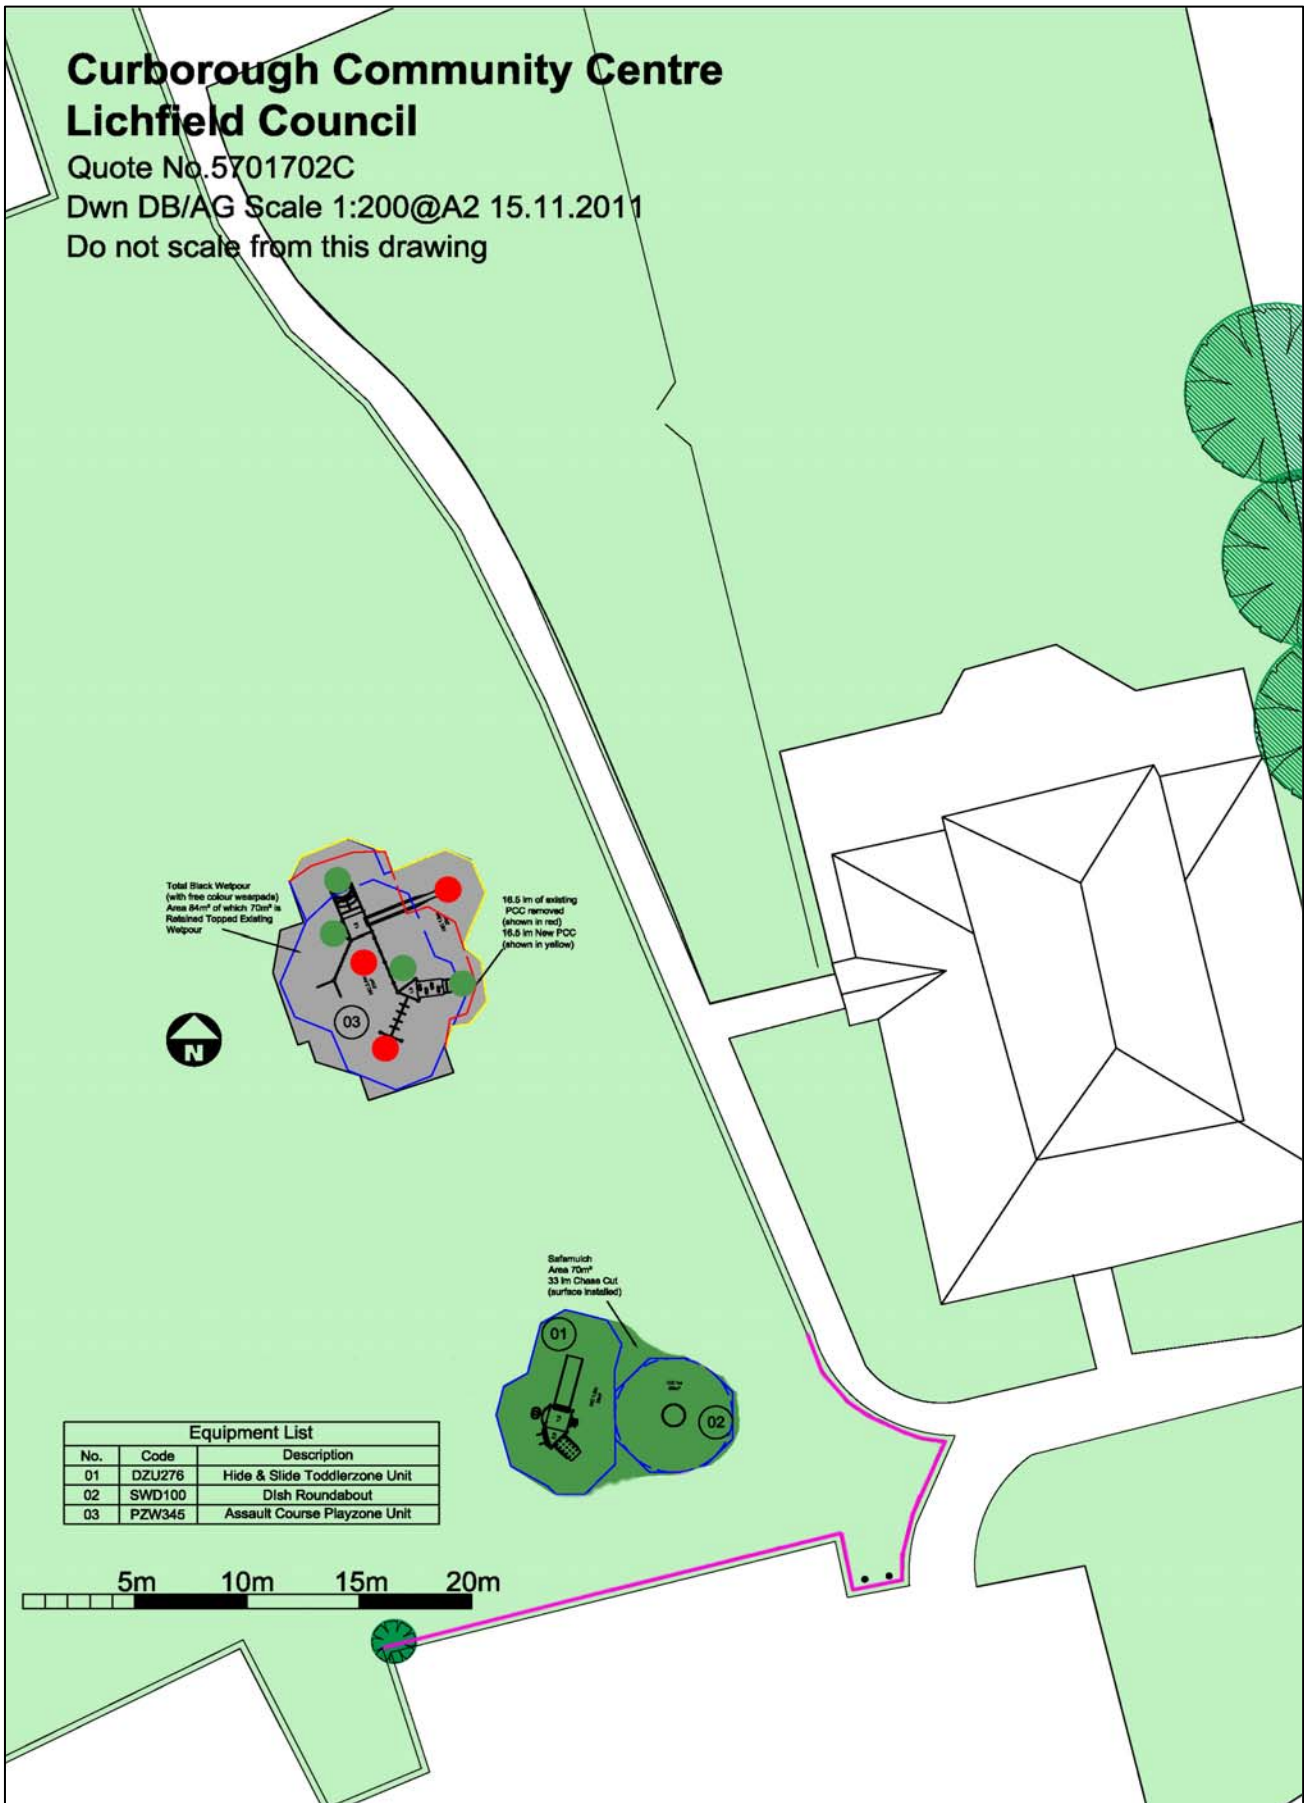 Curborough Community Centre
Lichfield Council
Quote No.5701702C
Dwn DB/AG Scale 1:200@A2 15.11.2011
Do not scale from this drawing
Total Black Wetpour
(with free colour wearpads)
Area 84m² of which 70m² is
Retained Topped Existing
Wetpour
16.5 lm of existing
PCC removed
(shown in red)
16.5 lm New PCC
(shown in yellow)
03
N
Safamulch
Area 70m²
33 lm Chase Cut
(surface installed)
01
02
Equipment List
No. Code Description
01 DZU276 Hide & Slide Toddlerzone Unit
02 SWD100 Dish Roundabout
03 PZW345 Assault Course Playzone Unit
5m 10m 15m 20m